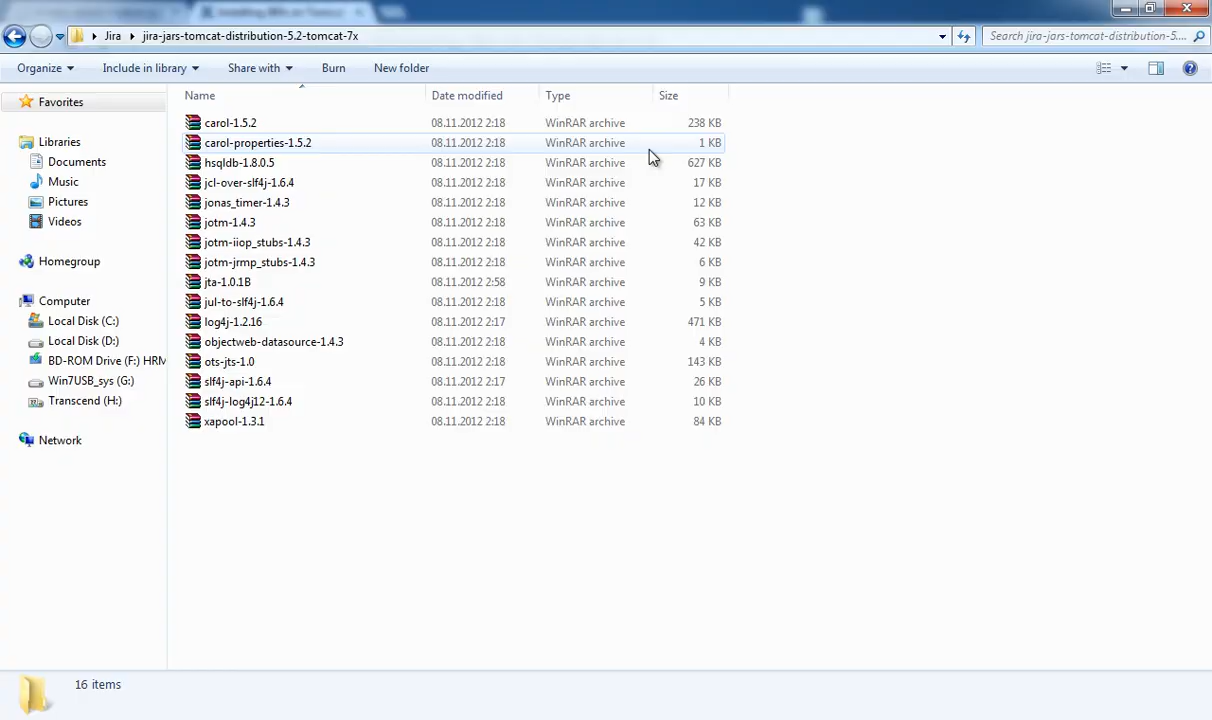 Jira jira-jars-tomcat-distribution-5.2-tomcat-7x Search jira-jars-tomcat-distribution-5....
Organize Include in library Share with Burn New folder
Name Date modified Type Size
Favorites
Libraries
Documents
Music
Pictures
Videos
Homegroup
Computer
Local Disk (C:)
Local Disk (D:)
BD-ROM Drive (F:) HRM
Win7USB_sys (G:)
Transcend (H:)
Network
carol-1.5.2 08.11.2012 2:18 WinRAR archive 238 KB
carol-properties-1.5.2 08.11.2012 2:18 WinRAR archive 1 KB
hsqldb-1.8.0.5 08.11.2012 2:18 WinRAR archive 627 KB
jcl-over-slf4j-1.6.4 08.11.2012 2:18 WinRAR archive 17 KB
jonas_timer-1.4.3 08.11.2012 2:18 WinRAR archive 12 KB
jotm-1.4.3 08.11.2012 2:18 WinRAR archive 63 KB
jotm-iiop_stubs-1.4.3 08.11.2012 2:18 WinRAR archive 42 KB
jotm-jrmp_stubs-1.4.3 08.11.2012 2:18 WinRAR archive 6 KB
jta-1.0.1B 08.11.2012 2:58 WinRAR archive 9 KB
jul-to-slf4j-1.6.4 08.11.2012 2:18 WinRAR archive 5 KB
log4j-1.2.16 08.11.2012 2:17 WinRAR archive 471 KB
objectweb-datasource-1.4.3 08.11.2012 2:18 WinRAR archive 4 KB
ots-jts-1.0 08.11.2012 2:18 WinRAR archive 143 KB
slf4j-api-1.6.4 08.11.2012 2:17 WinRAR archive 26 KB
slf4j-log4j12-1.6.4 08.11.2012 2:18 WinRAR archive 10 KB
xapool-1.3.1 08.11.2012 2:18 WinRAR archive 84 KB
16 items